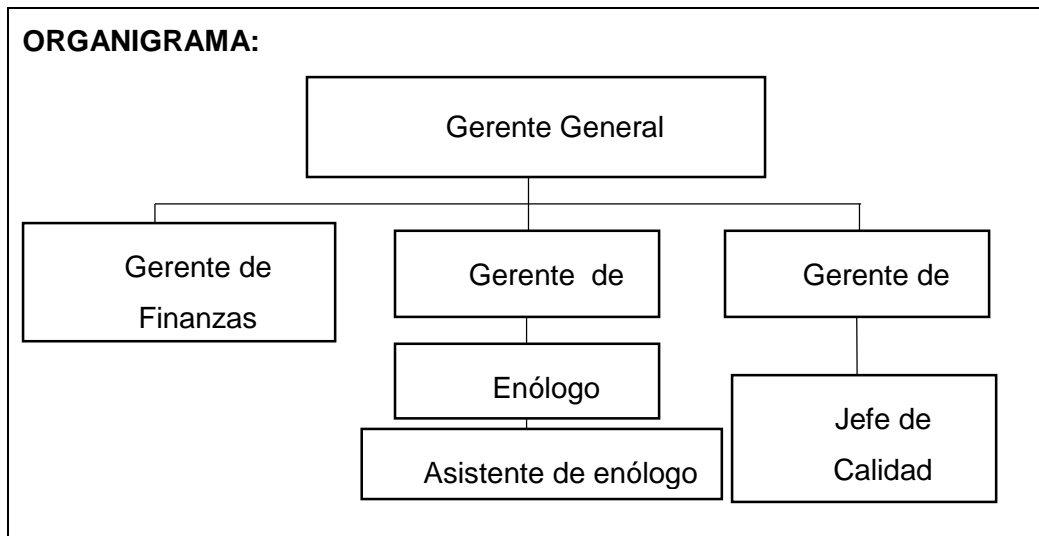 ORGANIGRAMA:
Gerente General
Gerente de
Finanzas
Gerente de
Gerente de
Enólogo
Asistente de enólogo
Jefe de
Calidad